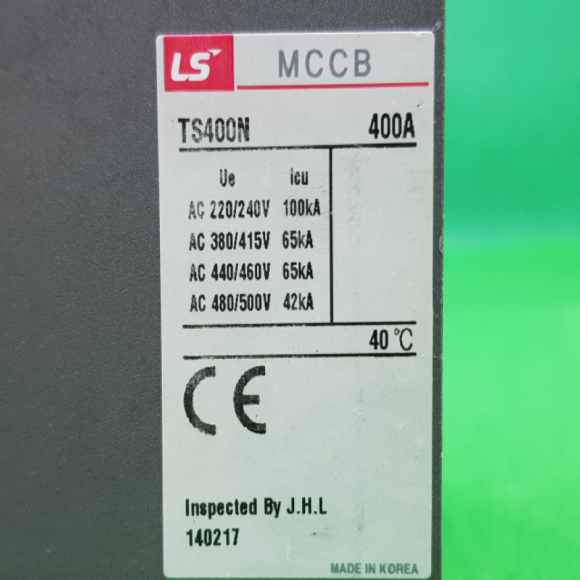 LS MCCB
TS400N 400A
Ue Icu
AC 220/240V 100kA
AC 380/415V 65kA
AC 440/460V 65kA
AC 480/500V 42kA
40 °C
CE
Inspected By J.H.L
140217
MADE IN KOREA